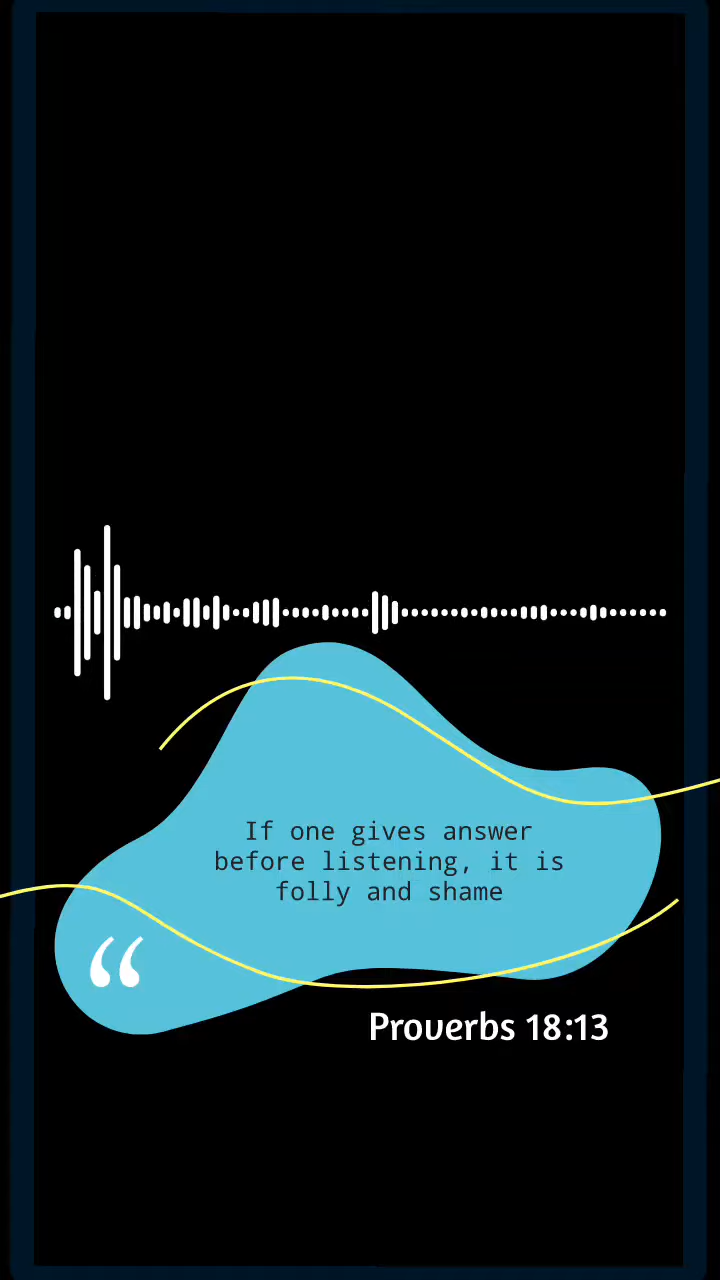 If one gives answer
before listening, it is
folly and shame
“
Proverbs 18:13